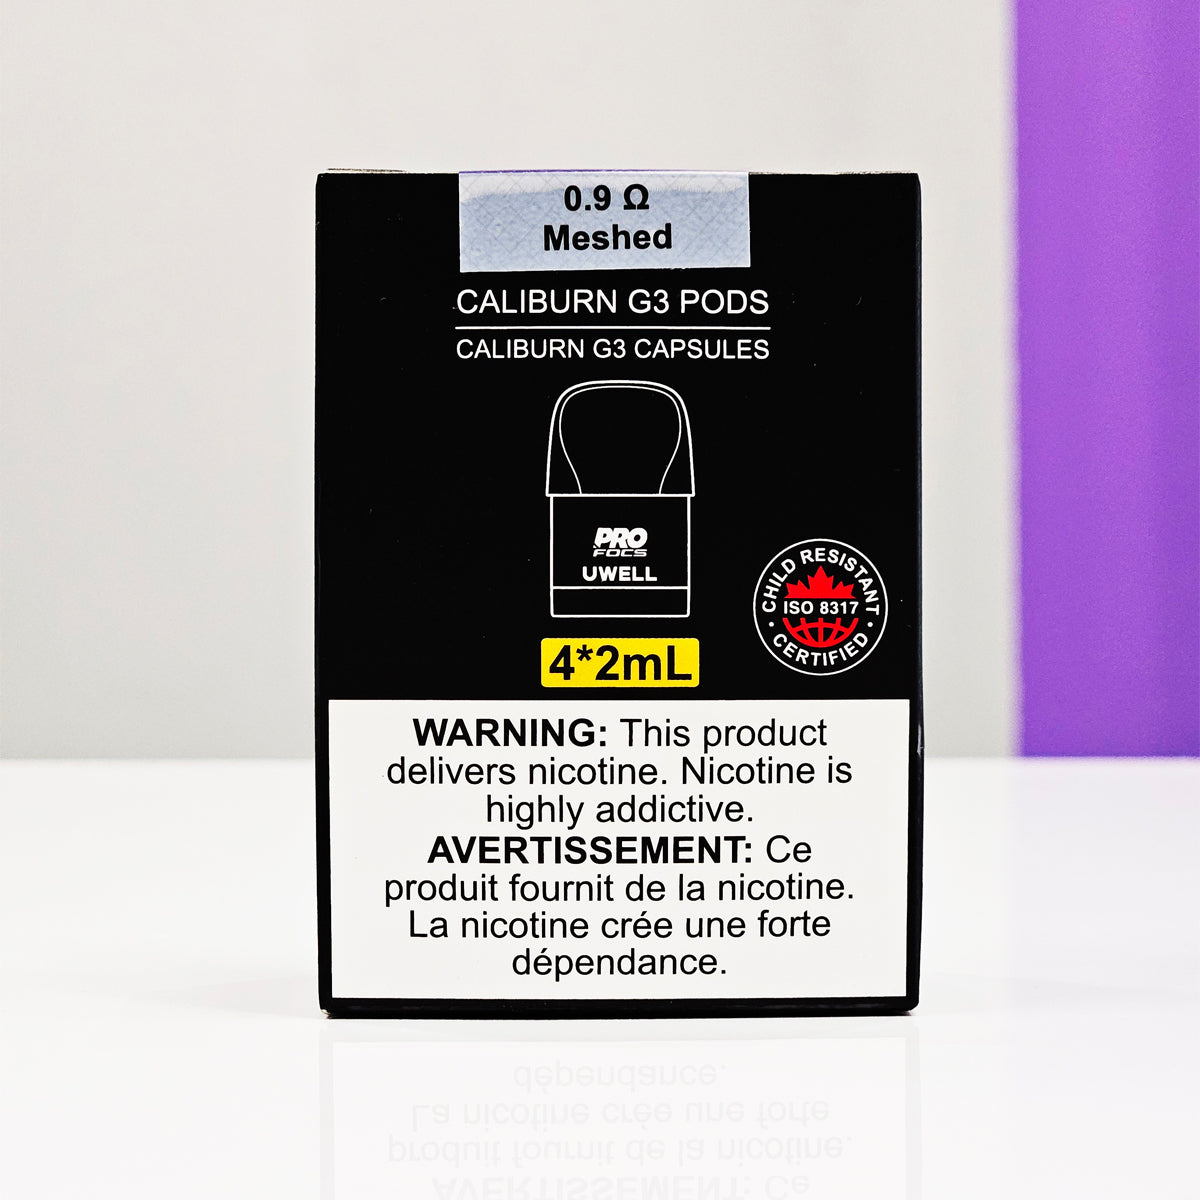 0.9 Ω
Meshed
CALIBURN G3 PODS
CALIBURN G3 CAPSULES
PRO
FOCS
UWELL
CHILD RESISTANT
ISO 8317
CERTIFIED
4*2mL
WARNING: This product
delivers nicotine. Nicotine is
highly addictive.
AVERTISSEMENT: Ce
produit fournit de la nicotine.
La nicotine crée une forte
dépendance.